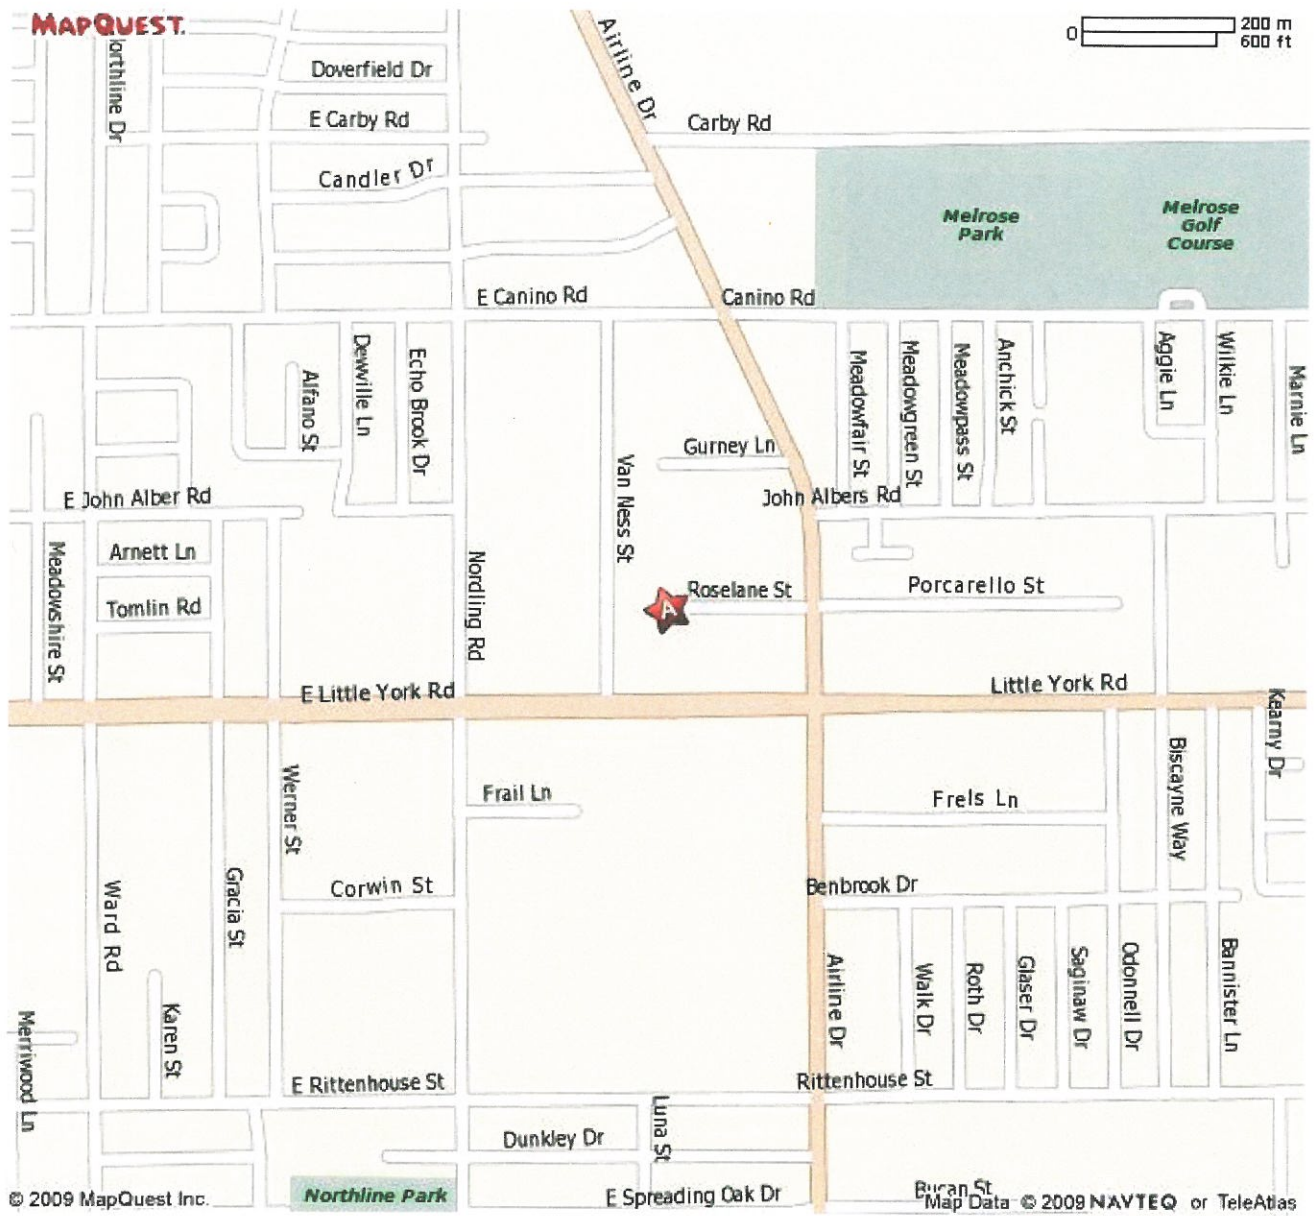 MAPQUEST.
0
200 m
600 ft
orthline Dr
Airline Dr
Doverfield Dr
E Carby Rd
Carby Rd
Candler Dr
Melrose
Park
Melrose
Golf
Course
E Canino Rd
Canino Rd
Alfano St
Dewville Ln
Echo Brook Dr
Meadowfair St
Meadowgreen St
Meadowpass St
Anchick St
Aggie Ln
Wilkie Ln
Marnie Ln
Gurney Ln
Van Ness St
E John Alber Rd
John Albers Rd
Meadowshire St
Arnett Ln
Tomlin Rd
Nordling Rd
A
Roselane St
Porcarello St
E Little York Rd
Little York Rd
Kearny Dr
Werner St
Frail Ln
Frels Ln
Biscayne Way
Ward Rd
Gracia St
Corwin St
Benbrook Dr
Airline Dr
Walk Dr
Roth Dr
Glaser Dr
Saginaw Dr
Odonnell Dr
Bannister Ln
Merriwood Ln
Karen St
E Rittenhouse St
Rittenhouse St
Luna St
Dunkley Dr
Northline Park
E Spreading Oak Dr
© 2009 MapQuest Inc.
Map Data © 2009 NAVTEQ or TeleAtlas